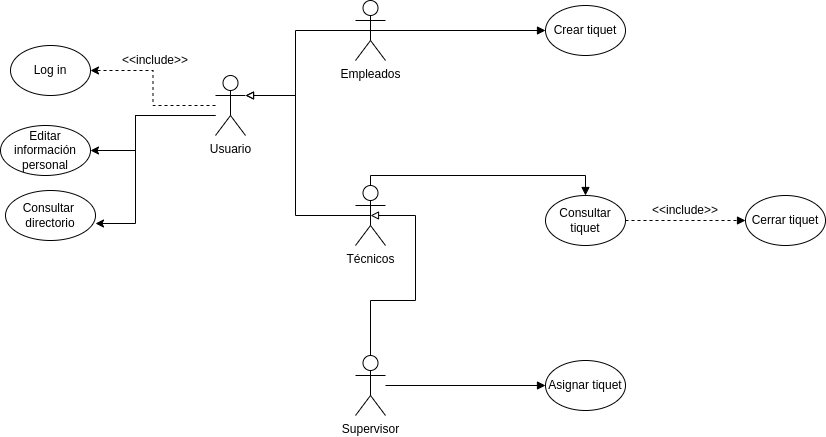 Crear tiquet
<<include>>
Log in
Empleados
Editar
información
personal
Usuario
Consultar
directorio
<<include>>
Consultar
tiquet
Cerrar tiquet
Técnicos
Asignar tiquet
Supervisor